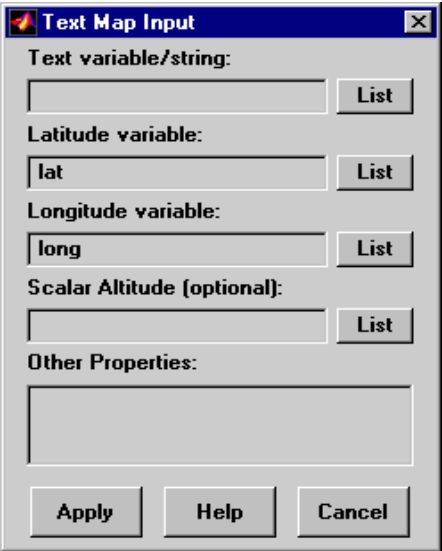 Text Map Input
Text variable/string:
List
Latitude variable:
lat List
Longitude variable:
long List
Scalar Altitude (optional):
List
Other Properties:
Apply Help Cancel